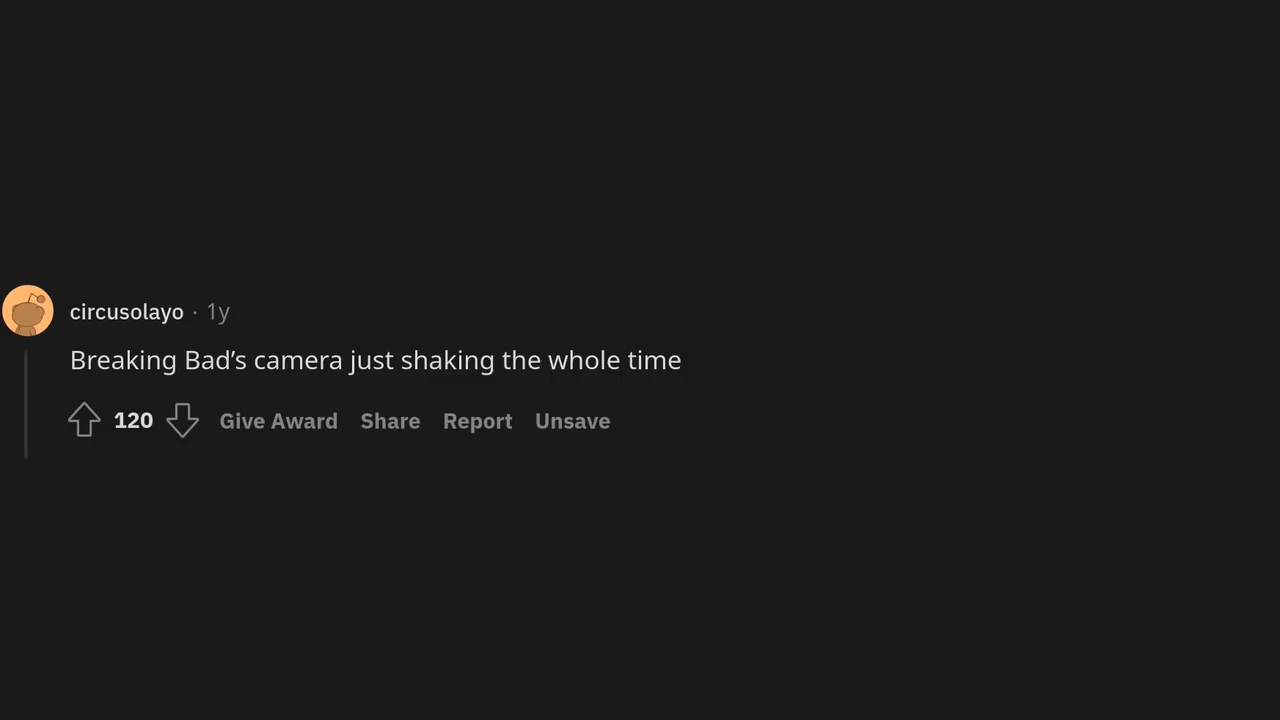 circusolayo · 1y
Breaking Bad’s camera just shaking the whole time
120 Give Award Share Report Unsave